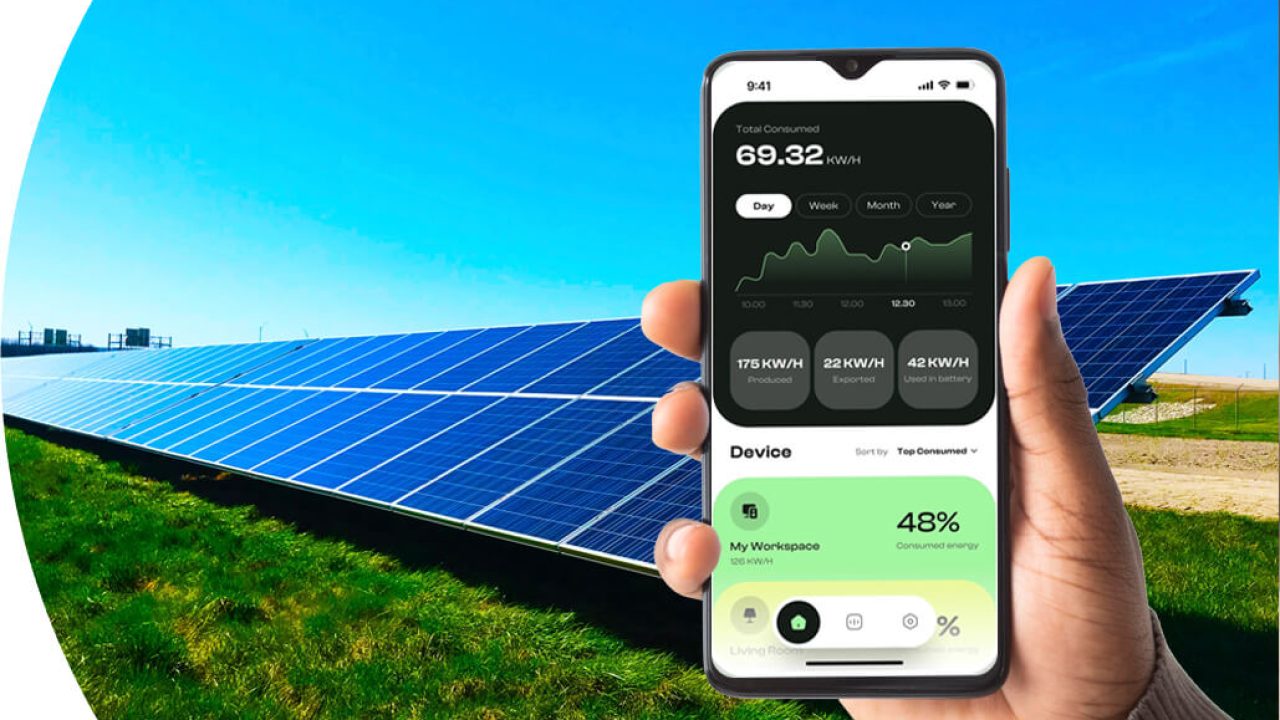 9:41
Total Consumed
69.32 KW/H
Day Week Month Year
10.00 11.30 12.00 12.30 13.00
175 KW/H 22 KW/H 42 KW/H
Produced Exported Used in battery
Device Sort by Top Consumed
48%
My Workspace Consumed energy
126 KW/H
%
Living Room energy